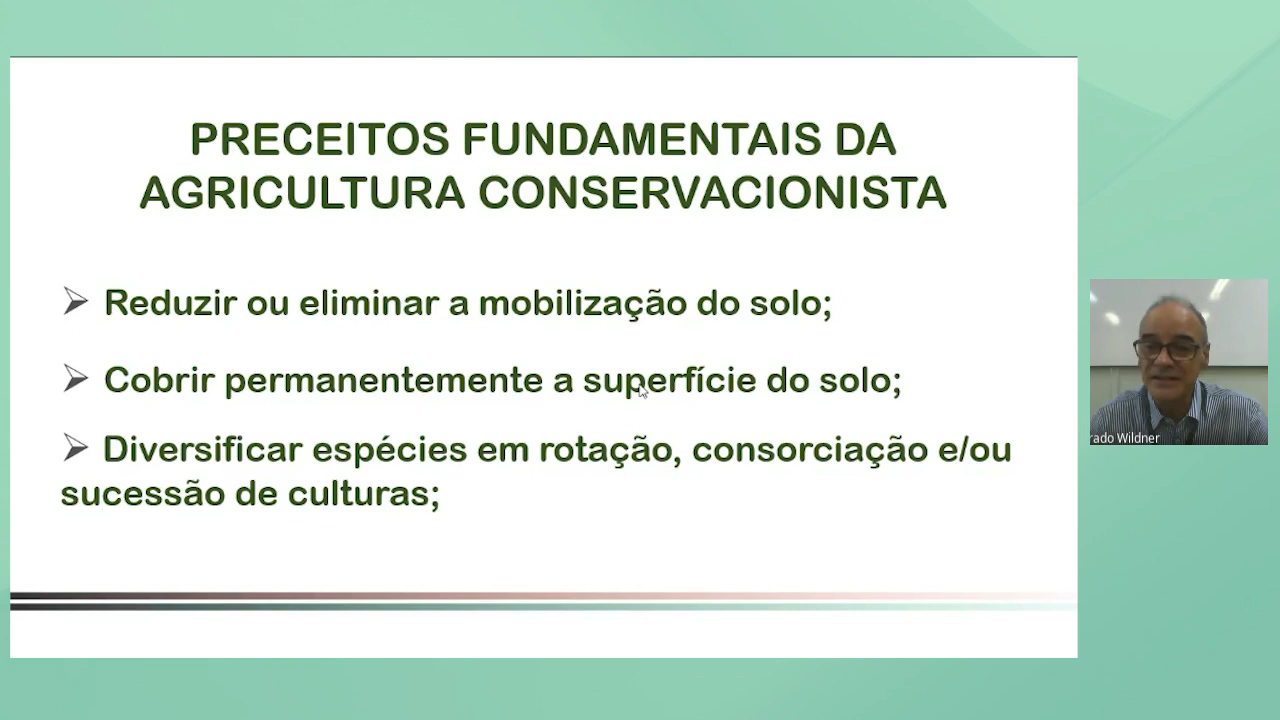 PRECEITOS FUNDAMENTAIS DA
AGRICULTURA CONSERVACIONISTA
Reduzir ou eliminar a mobilização do solo;
Cobrir permanentemente a superfície do solo;
Diversificar espécies em rotação, consorciação e/ou
sucessão de culturas;
rado Wildner